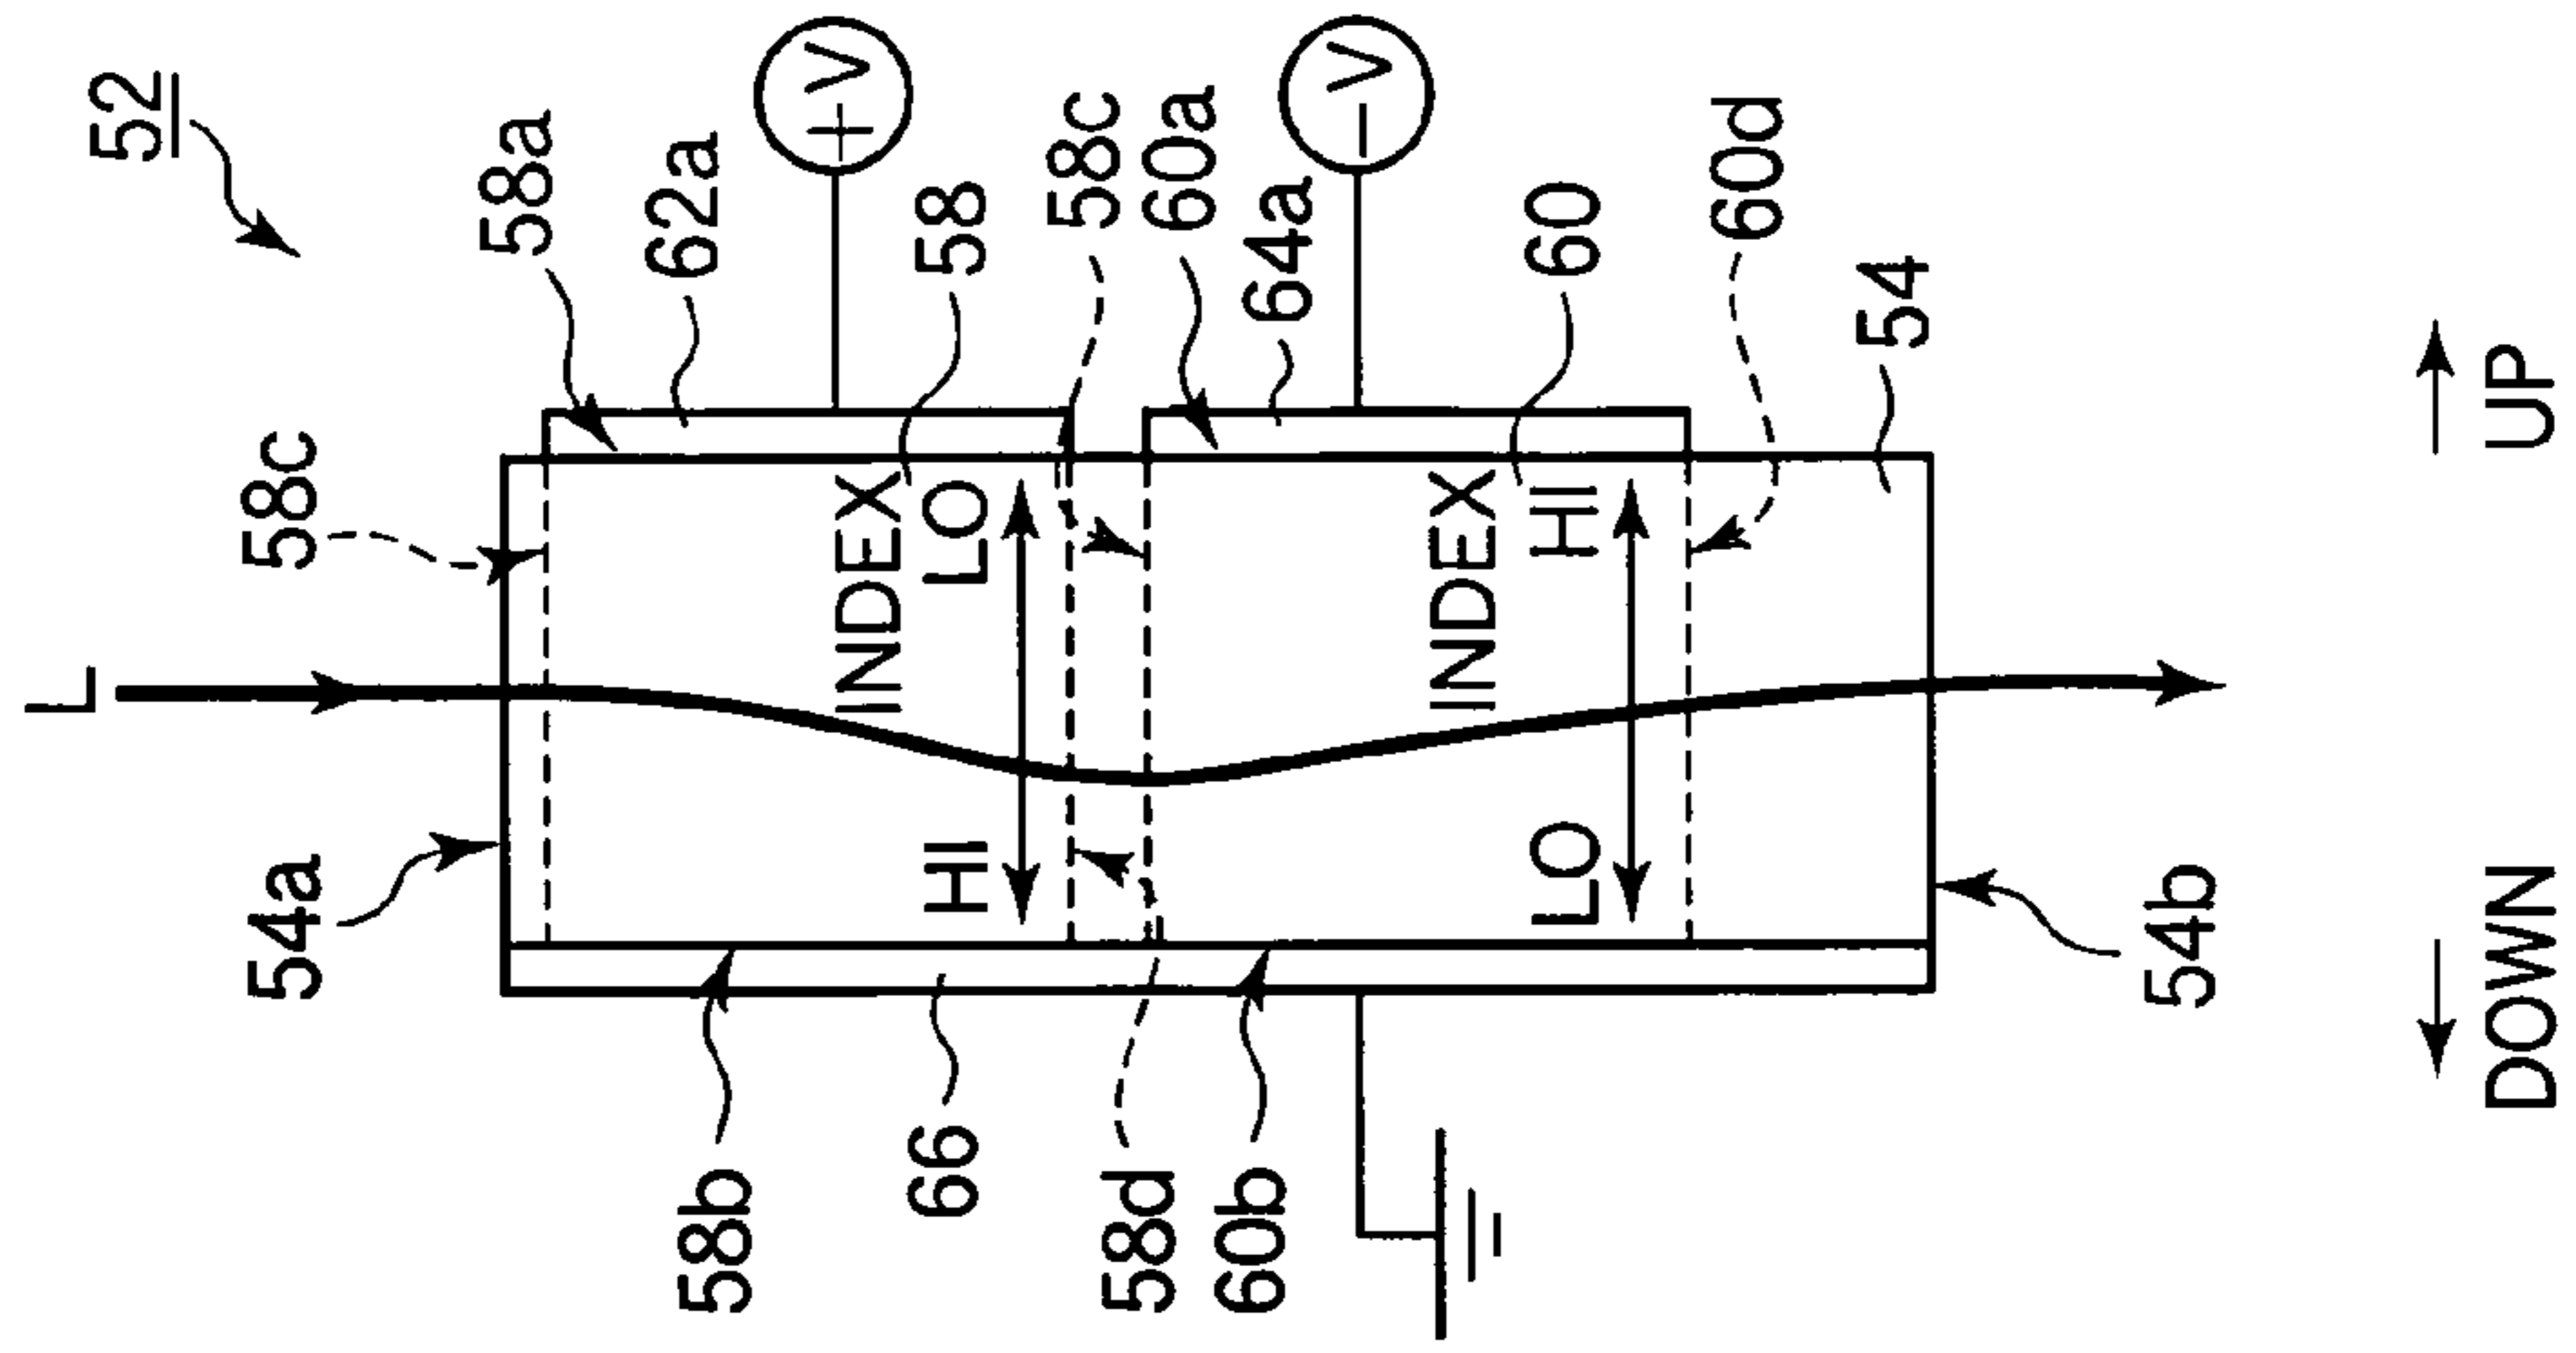 52
58a
62a
+V
58
58c
60a
64a
−V
60
60d
54
58c
L
INDEX
LO
HI
INDEX
HI
LO
54a
54b
58b
66
58d
60b
UP
DOWN